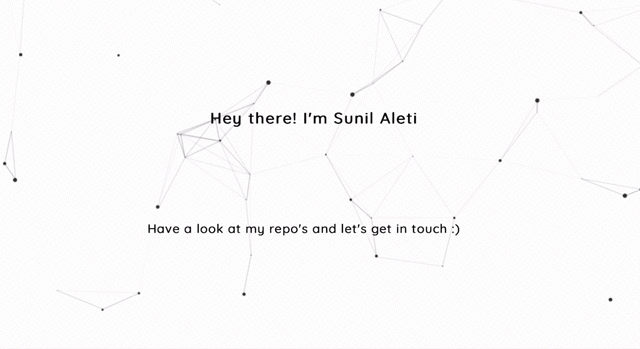 Hey there! I'm Sunil Aleti
Have a look at my repo's and let's get in touch :)